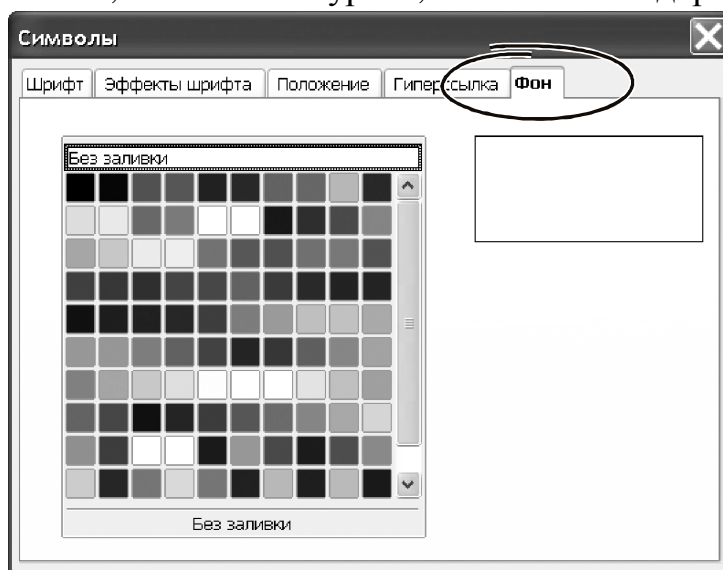 Символы
Шрифт Эффекты шрифта Положение Гиперссылка Фон
Без заливки
Без заливки